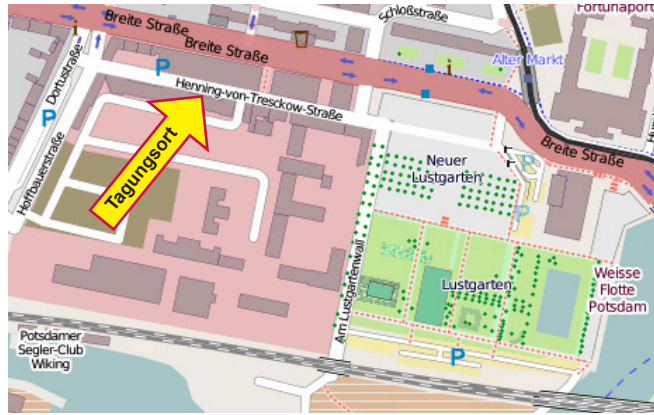 Schloßstraße
Fortunaport
Breite Straße
Breite Straße
i
Dortustraße
P
Henning-von-Tresckow-Straße
i
Alter Markt
P
Breite Straße
Hoffbauerstraße
Tagungsort
Neuer
Lustgarten
P
P
Am Lustgartenwall
Lustgarten
Weisse
Flotte
Potsdam
P
Potsdamer
Segler-Club
Wiking